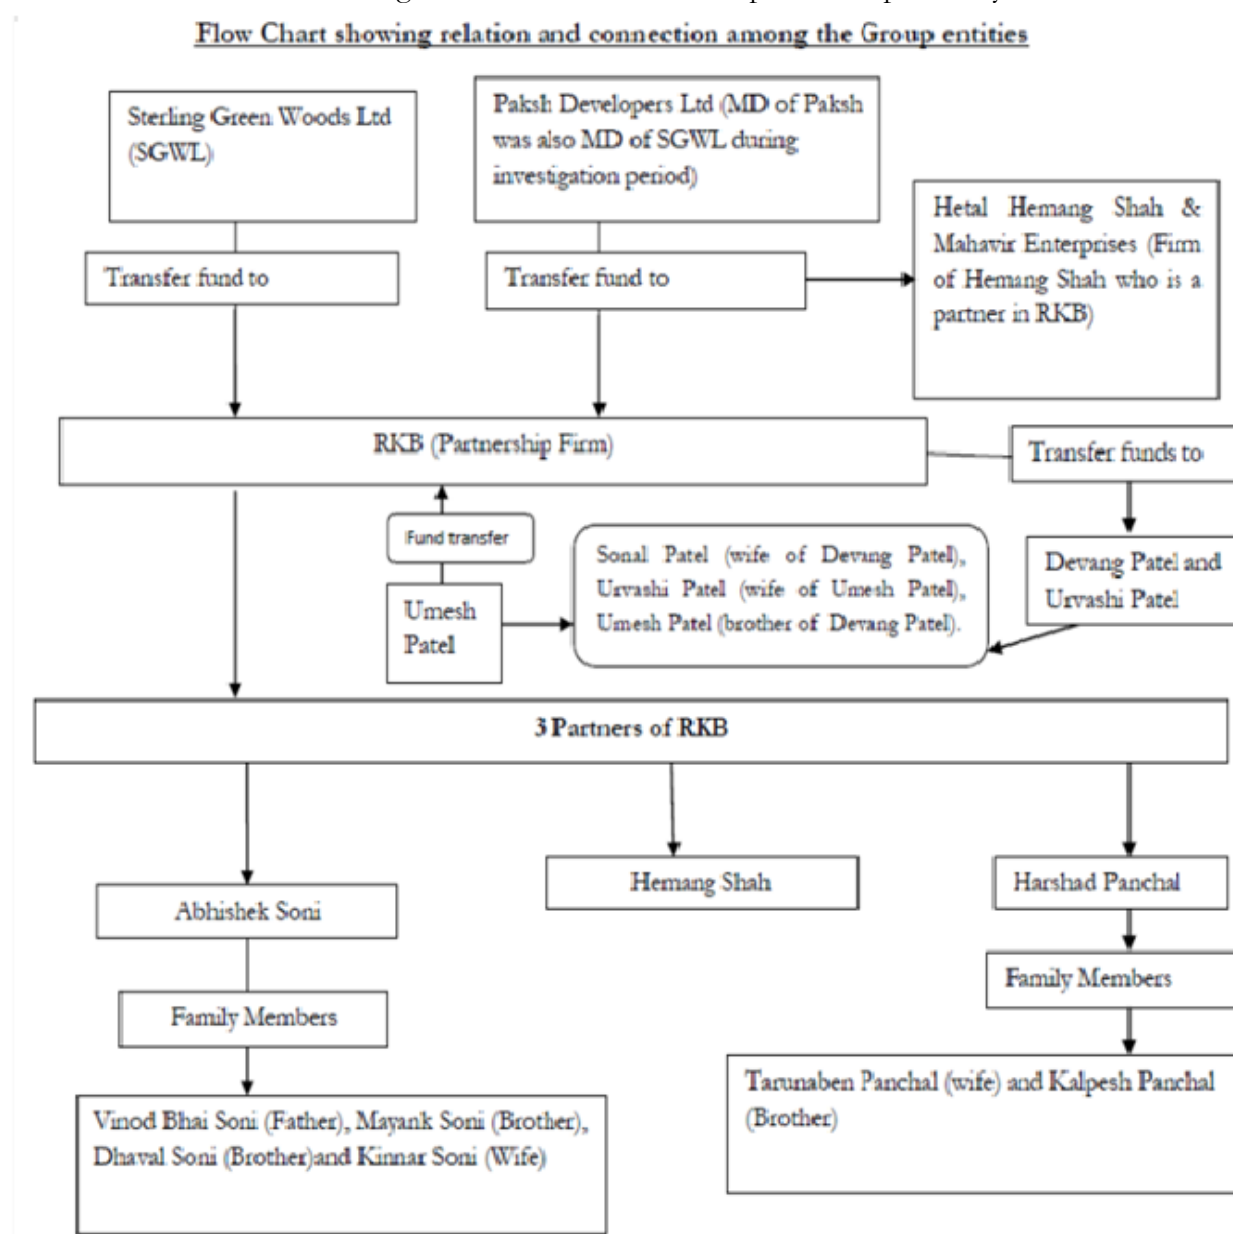 Flow Chart showing relation and connection among the Group entities
Sterling Green Woods Ltd
(SGWL)
Paksh Developers Ltd (MD of Paksh
was also MD of SGWL during
investigation period)
Hetal Hemang Shah &
Mahavir Enterprises (Firm
of Hemang Shah who is a
partner in RKB)
Transfer fund to
Transfer fund to
RKB (Partnership Firm)
Transfer funds to
Fund transfer
Umesh
Patel
Sonal Patel (wife of Devang Patel),
Urvashi Patel (wife of Umesh Patel),
Umesh Patel (brother of Devang Patel).
Devang Patel and
Urvashi Patel
3 Partners of RKB
Abhishek Soni
Hemang Shah
Harshad Panchal
Family Members
Family Members
Vinod Bhai Soni (Father), Mayank Soni (Brother),
Dhaval Soni (Brother)and Kinnar Soni (Wife)
Tarunaben Panchal (wife) and Kalpesh Panchal
(Brother)